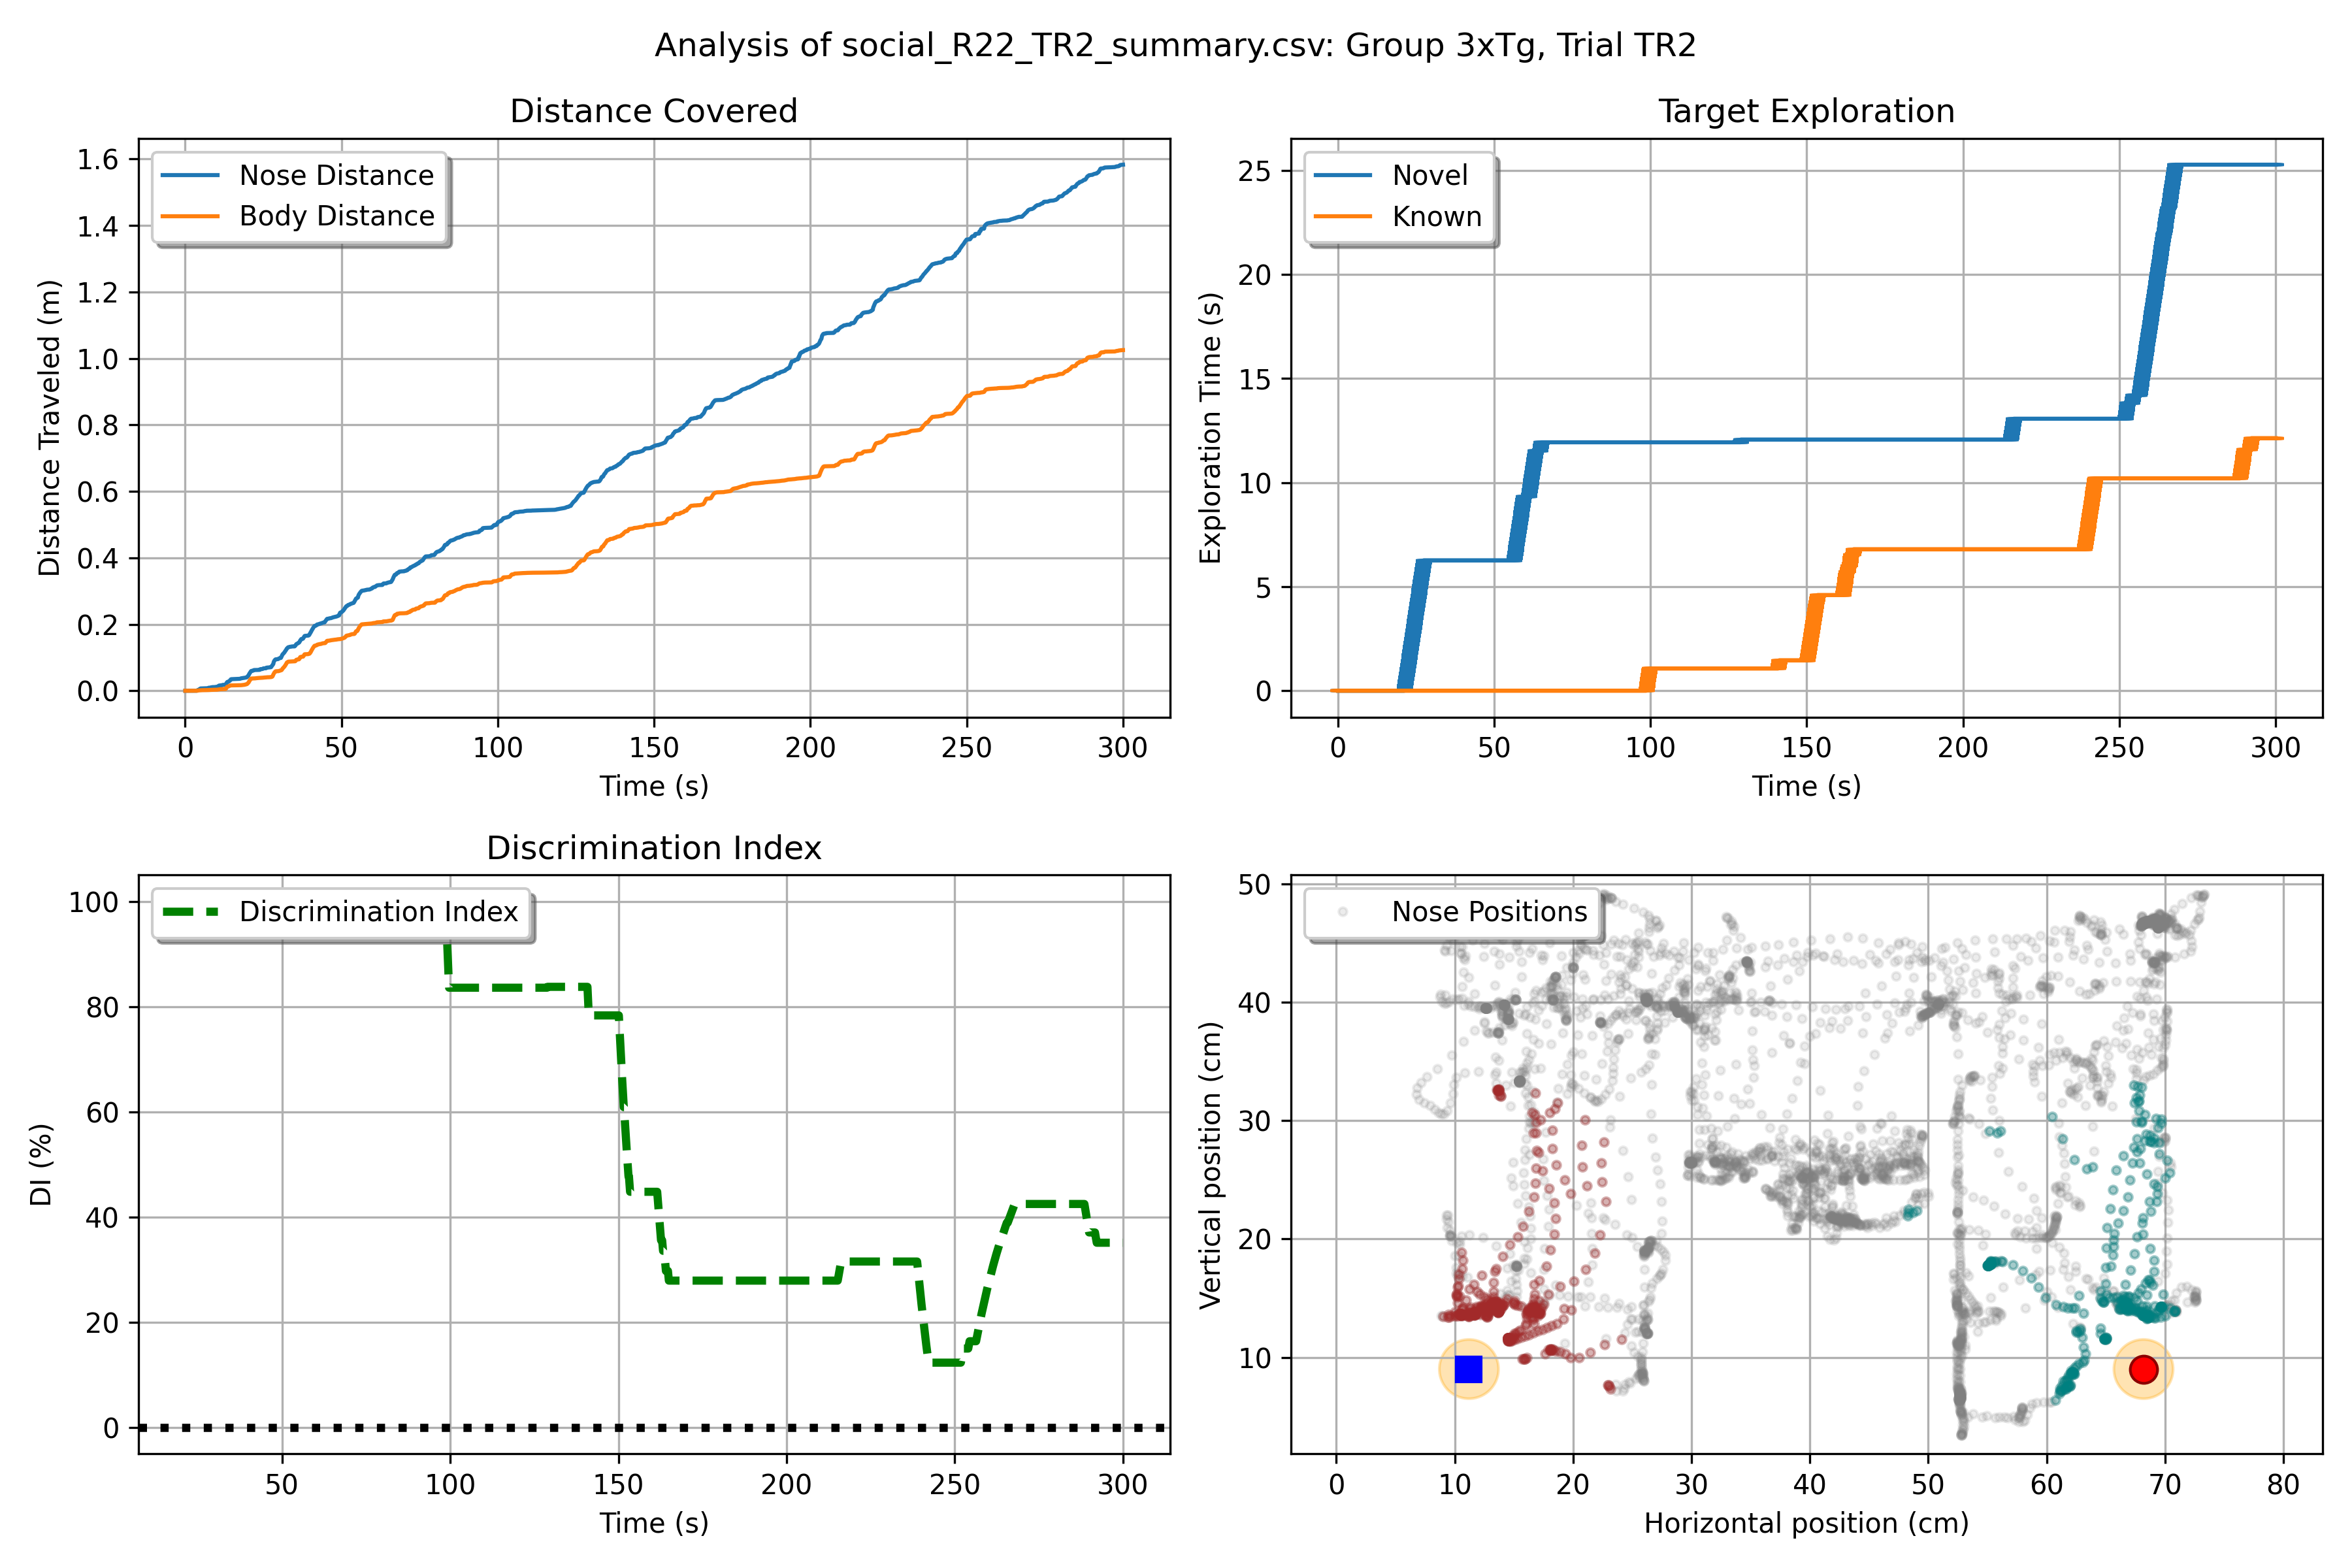 Analysis of social_R22_TR2_summary.csv: Group 3xTg, Trial TR2
Distance Covered
Nose Distance
Body Distance
Distance Traveled (m)
1.6
1.4
1.2
1.0
0.8
0.6
0.4
0.2
0.0
0 50 100 150 200 250 300
Time (s)
Target Exploration
Novel
Known
Exploration Time (s)
25
20
15
10
5
0
0 50 100 150 200 250 300
Time (s)
Discrimination Index
Discrimination Index
DI (%)
100
80
60
40
20
0
50 100 150 200 250 300
Time (s)
Nose Positions
Vertical position (cm)
50
40
30
20
10
0 10 20 30 40 50 60 70 80
Horizontal position (cm)